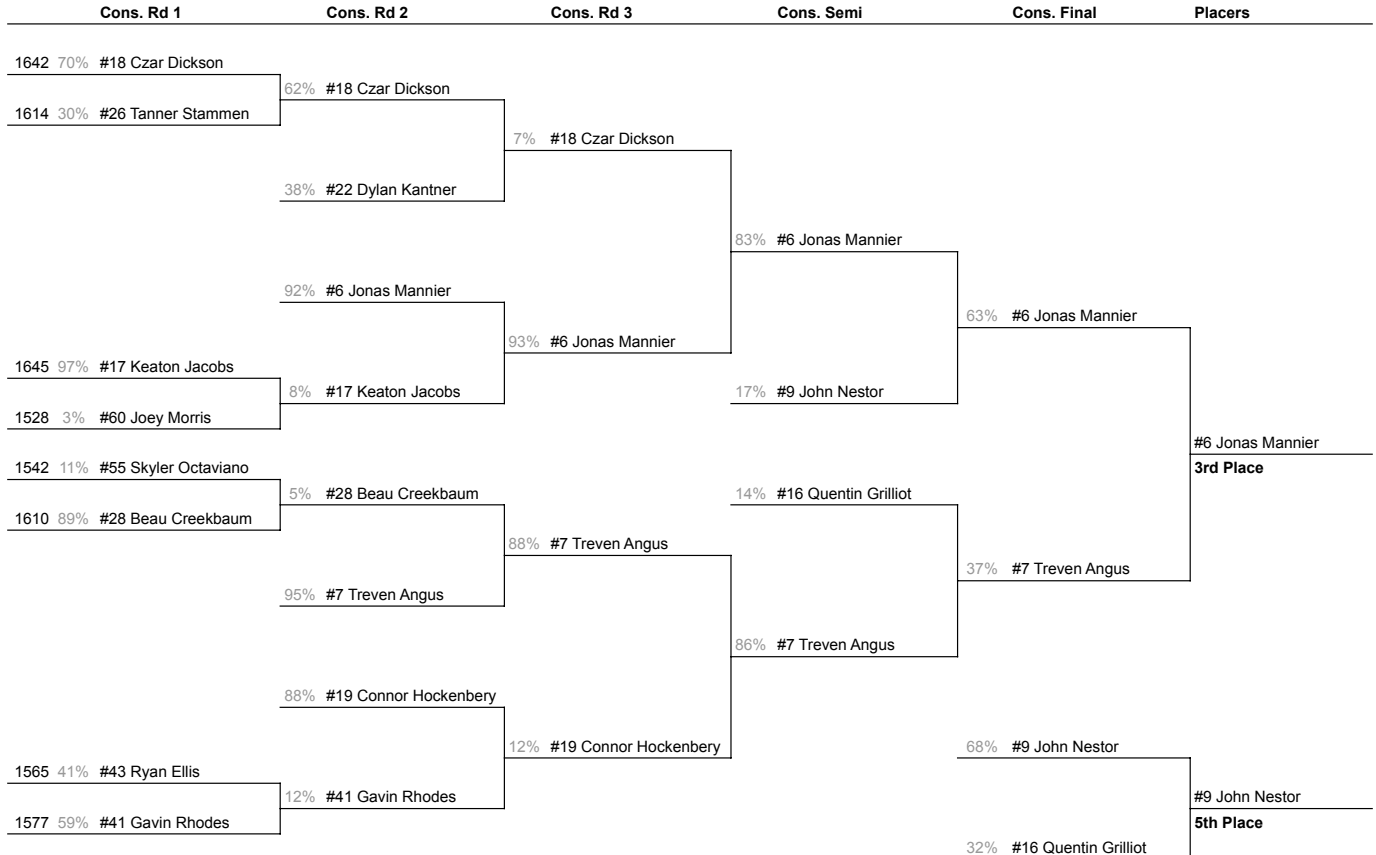 Cons. Rd 1 Cons. Rd 2 Cons. Rd 3 Cons. Semi Cons. Final Placers
1642 70% #18 Czar Dickson
62% #18 Czar Dickson
1614 30% #26 Tanner Stammen
7% #18 Czar Dickson
38% #22 Dylan Kantner
83% #6 Jonas Mannier
92% #6 Jonas Mannier
63% #6 Jonas Mannier
93% #6 Jonas Mannier
1645 97% #17 Keaton Jacobs
8% #17 Keaton Jacobs
17% #9 John Nestor
1528 3% #60 Joey Morris
#6 Jonas Mannier
3rd Place
1542 11% #55 Skyler Octaviano
5% #28 Beau Creekbaum
14% #16 Quentin Grilliot
1610 89% #28 Beau Creekbaum
88% #7 Treven Angus
37% #7 Treven Angus
95% #7 Treven Angus
86% #7 Treven Angus
88% #19 Connor Hockenbery
12% #19 Connor Hockenbery
68% #9 John Nestor
1565 41% #43 Ryan Ellis
12% #41 Gavin Rhodes
#9 John Nestor
1577 59% #41 Gavin Rhodes
5th Place
32% #16 Quentin Grilliot